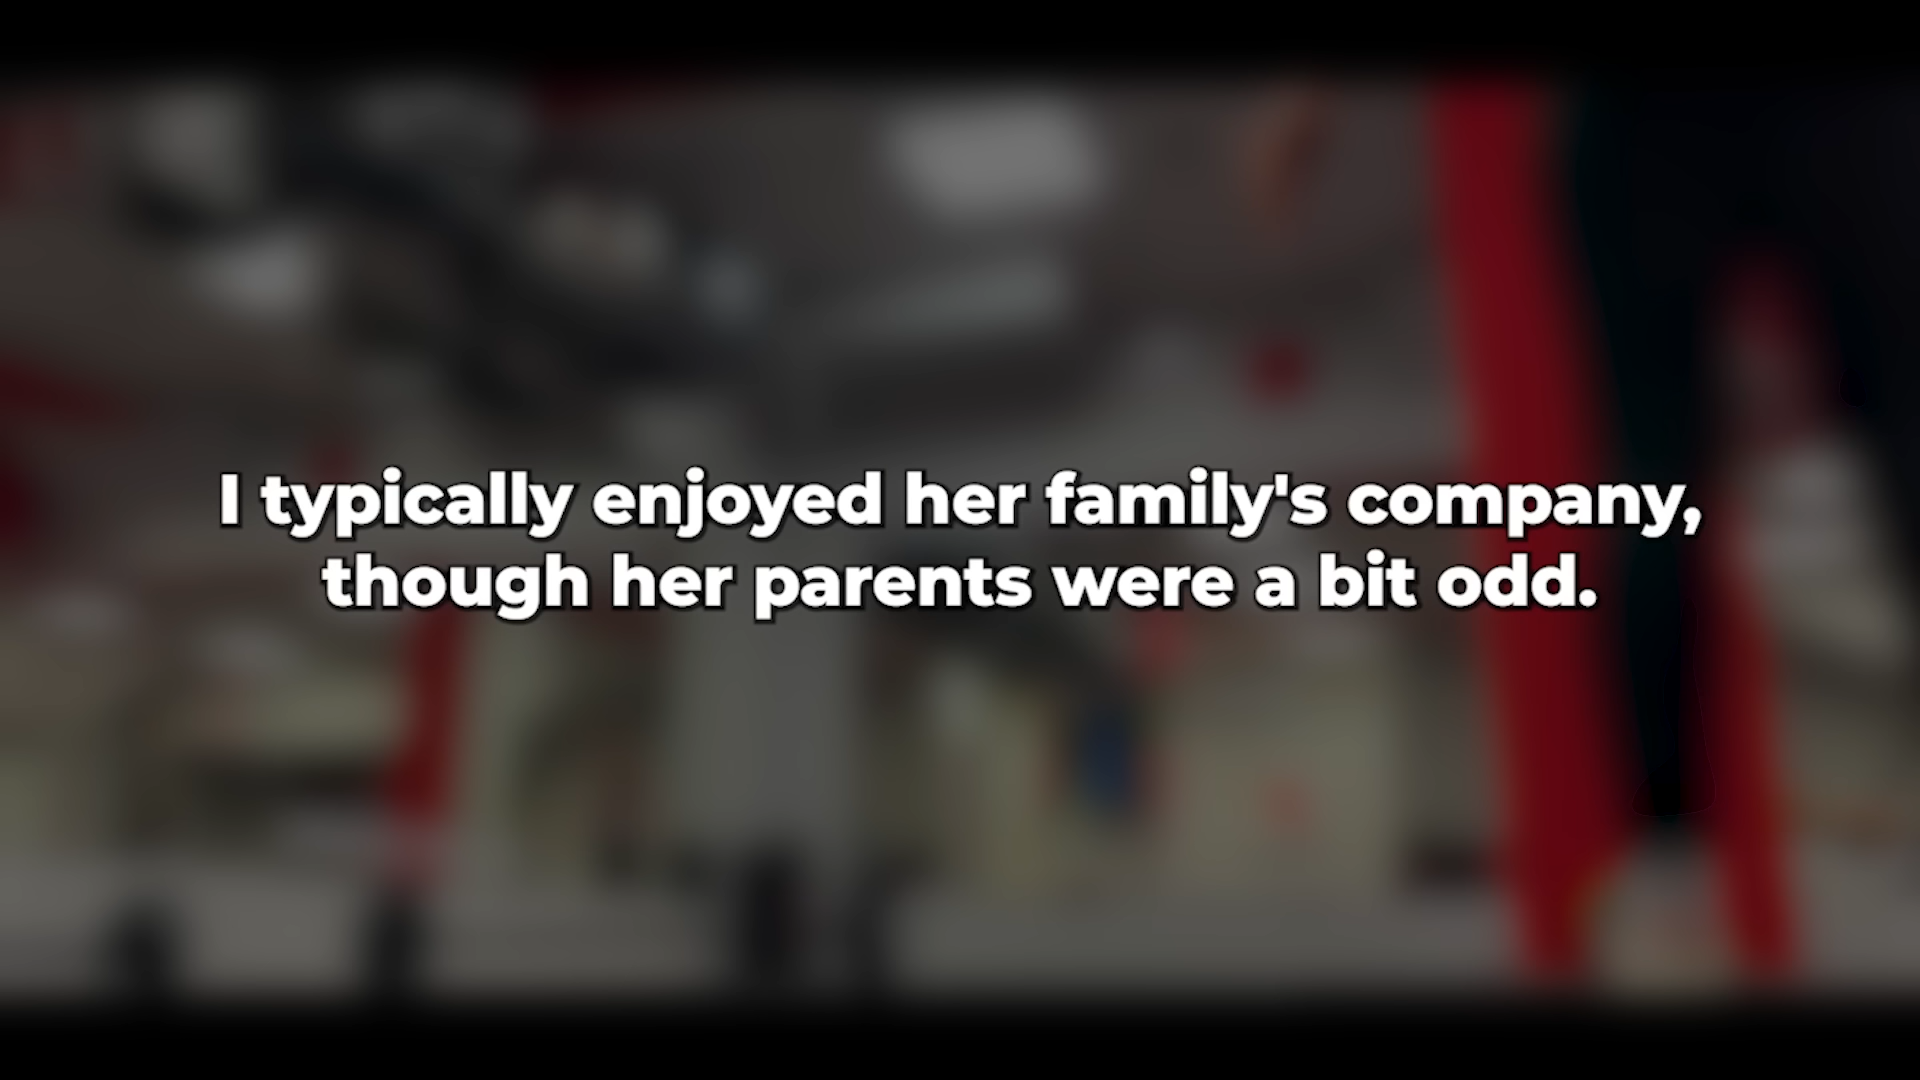 I typically enjoyed her family's company,
though her parents were a bit odd.